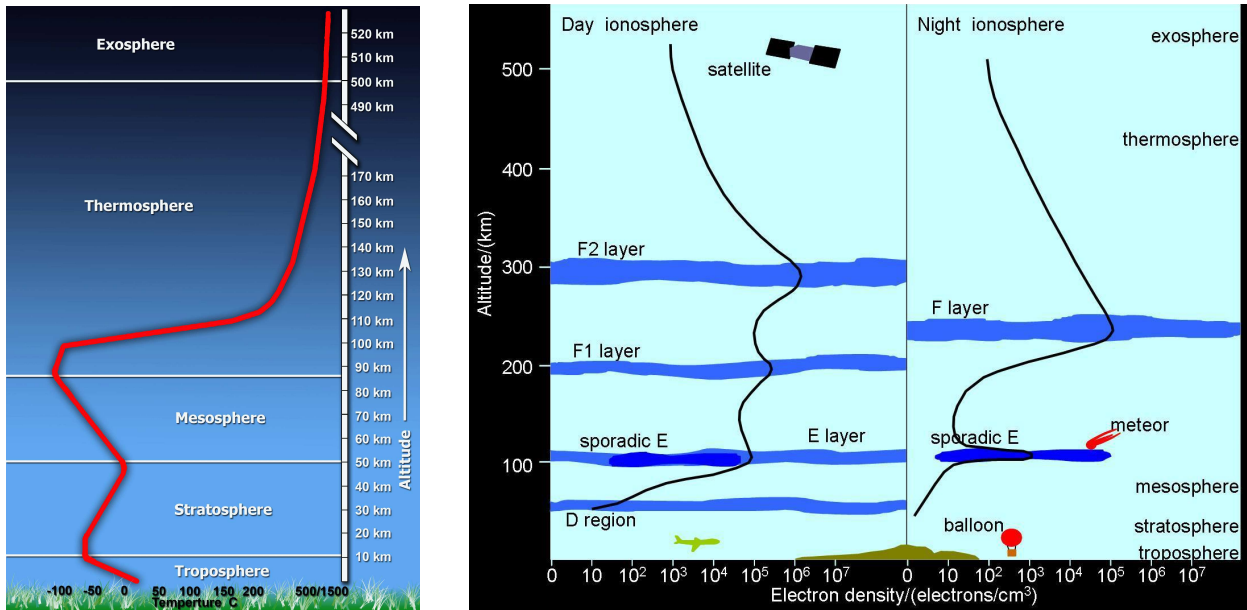 Exosphere
Thermosphere
Mesosphere
Stratosphere
Troposphere
520 km
510 km
500 km
490 km
170 km
160 km
150 km
140 km
130 km
120 km
110 km
100 km
90 km
80 km
70 km
60 km
50 km
40 km
30 km
20 km
10 km
Altitude
-100 -50 0 50 100 150 200 500/1500
Temperture C
Day ionosphere
Night ionosphere
exosphere
satellite
thermosphere
500
400
300
200
100
Altitude/(km)
F2 layer
F layer
F1 layer
meteor
sporadic E
E layer
sporadic E
mesosphere
D region
balloon
stratosphere
troposphere
0 10 10² 10³ 10⁴ 10⁵ 10⁶ 10⁷ 0 10² 10³ 10⁴ 10⁵ 10⁶ 10⁷
Electron density/(electrons/cm³)